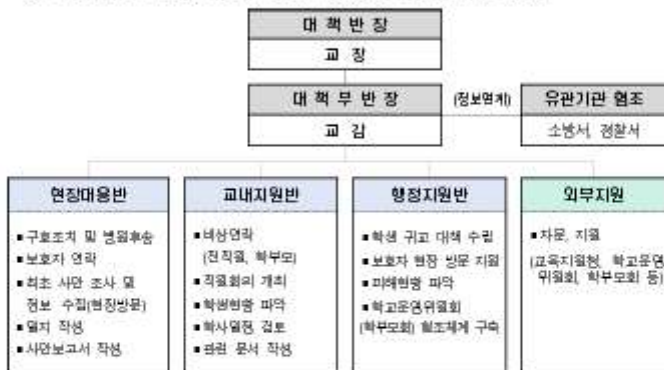 대 책 반 장
교 장
대 책 부 반 장
교 감
(정보연계)
유관기관 협조
소방서, 경찰서
현장대응반
■ 구호조치 및 병원후송
■ 보호자 연락
■ 최초 사안 조사 및
정보 수집(현장방문)
■ 일지 작성
■ 사안보고서 작성
교내지원반
■ 비상연락
(전직원, 학부모)
■ 직원회의 개최
■ 학생현황 파악
■ 학사일정 검토
■ 관련 문서 작성
행정지원반
■ 학생 귀교 대책 수립
■ 보호자 현장 방문 지원
■ 피해현황 파악
■ 학교운영위원회
(학부모회) 협조체계 구축
외부지원
■ 자문, 지원
(교육지원청, 학교운영
위원회, 학부모회 등)